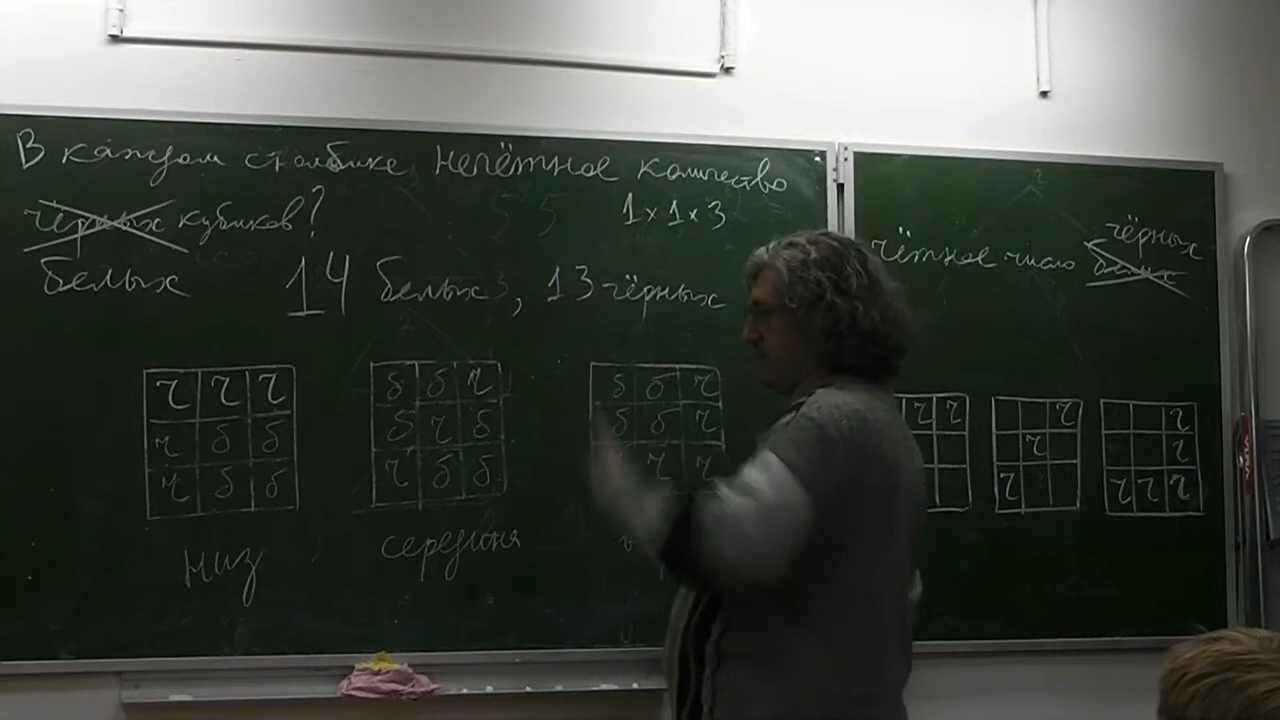 В каждом столбике нечётное количество
чёрных кубиков?
1×1×3
белых
14 белых, 13 чёрных
чётное число
чёрных
белых
ч ч ч
ч б б
ч б б
низ
б б ч
б ч б
ч б б
середина
б б ч
б б ч
ч ч
ч ч
ч
ч
ч
ч
ч
ч ч ч